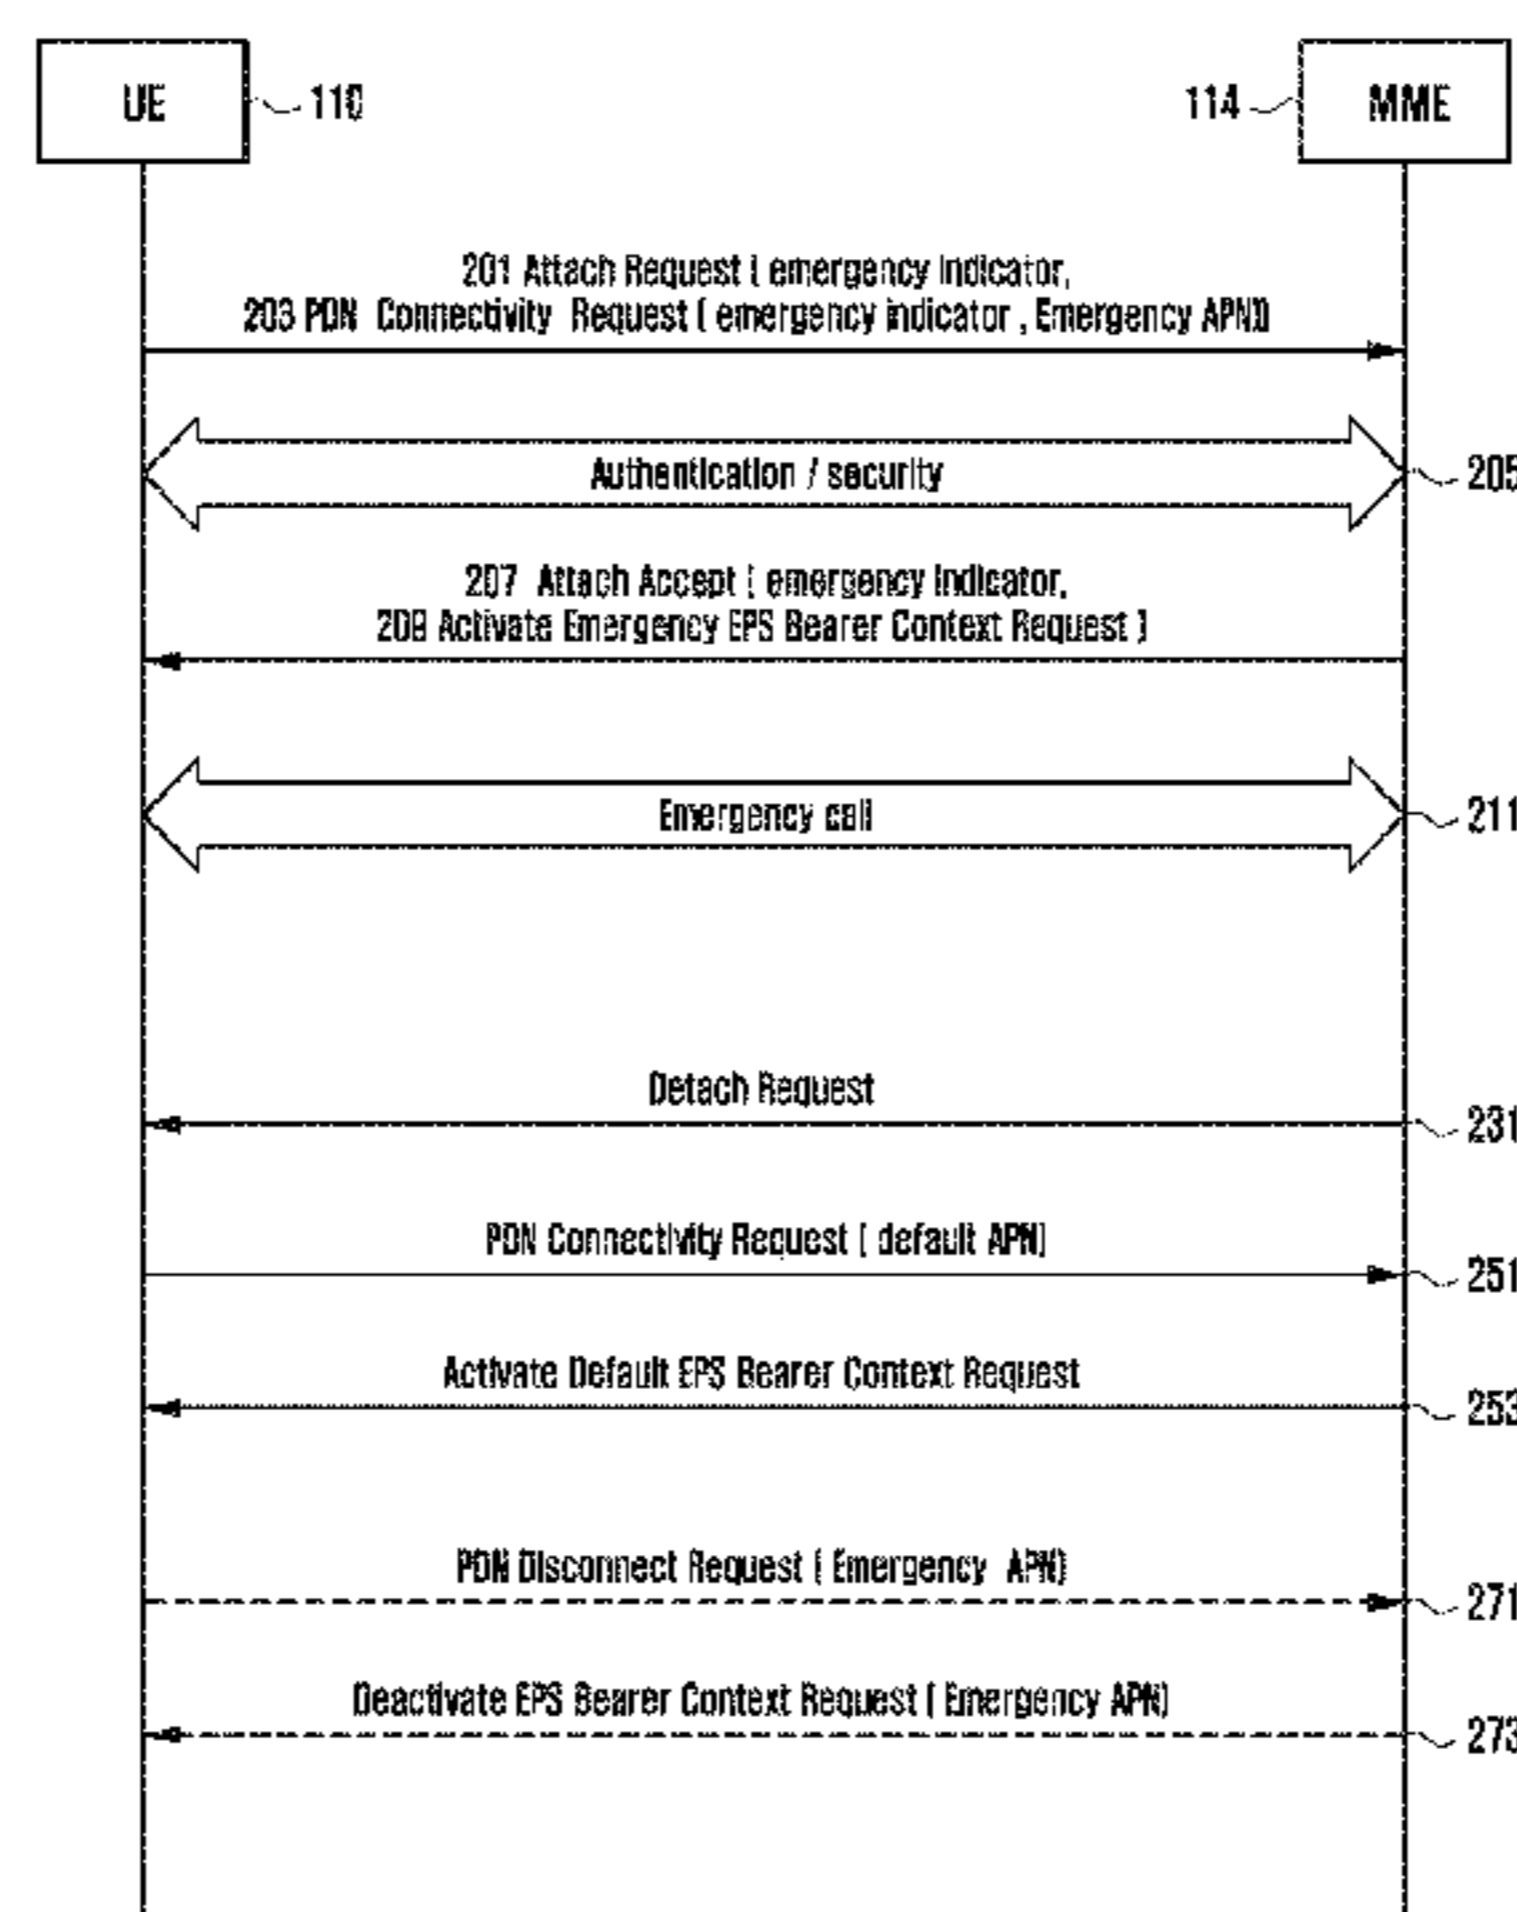 UE
110
114
MME
201 Attach Request ( emergency indicator,
203 PDN Connectivity Request ( emergency indicator , Emergency APN))
Authentication / security
205
207 Attach Accept ( emergency indicator,
209 Activate Emergency EPS Bearer Context Request )
Emergency call
211
Detach Request
231
PDN Connectivity Request ( default APN)
251
Activate Default EPS Bearer Context Request
253
PDN Disconnect Request ( Emergency APN)
271
Deactivate EPS Bearer Context Request ( Emergency APN)
273